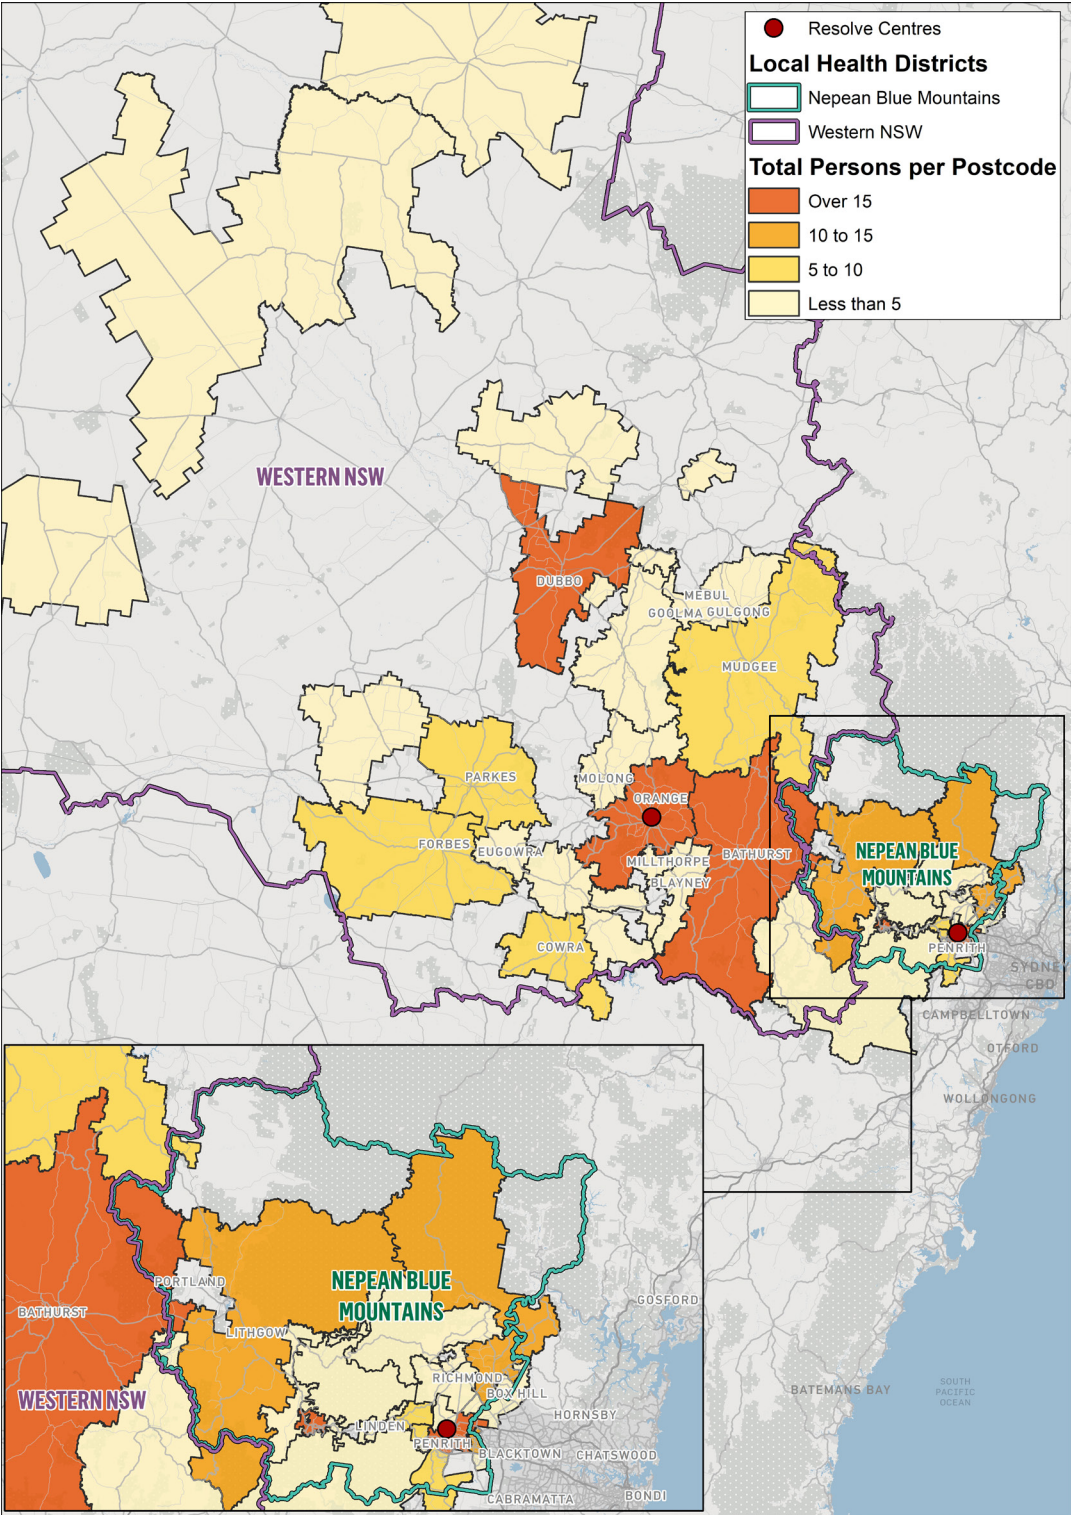 Resolve Centres
Local Health Districts
Nepean Blue Mountains
Western NSW
Total Persons per Postcode
Over 15
10 to 15
5 to 10
Less than 5
WESTERN NSW
DUBBO
MEBUL
GOOLMA GULGONG
MUDGEE
PARKES
MOLONG
ORANGE
FORBES
EUGOWRA
MILLTHORPE
BATHURST
BLAYNEY
NEPEAN BLUE
MOUNTAINS
COWRA
PENRITH
SYDNEY
CBD
CAMPBELLTOWN
OTFORD
WOLLONGONG
PORTLAND
NEPEAN BLUE
MOUNTAINS
BATHURST
LITHGOW
GOSFORD
RICHMOND
BOX HILL
WESTERN NSW
HORNSBY
LINDEN
PENRITH
BLACKTOWN
CHATSWOOD
CABRAMATTA
BONDI
BATEMANS BAY
SOUTH
PACIFIC
OCEAN